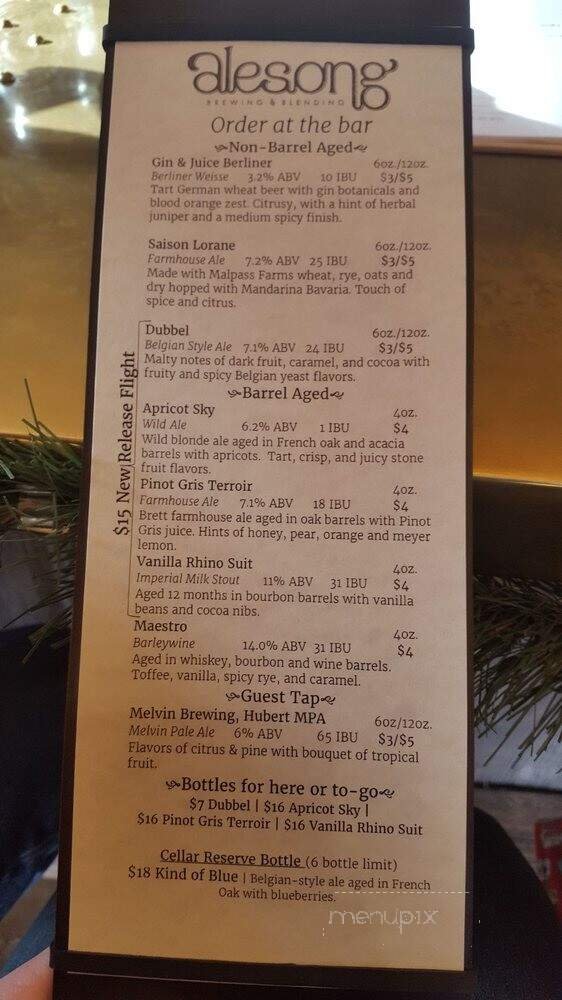 alesong
BREWING & BLENDING
Order at the bar
Non-Barrel Aged
Gin & Juice Berliner 6oz./12oz.
Berliner Weisse 3.2% ABV 10 IBU $3/$5
Tart German wheat beer with gin botanicals and
blood orange zest. Citrusy, with a hint of herbal
juniper and a medium spicy finish.
Saison Lorane 6oz./12oz.
Farmhouse Ale 7.2% ABV 25 IBU $3/$5
Made with Malpass Farms wheat, rye, oats and
dry hopped with Mandarina Bavaria. Touch of
spice and citrus.
$15 New Release Flight
Dubbel 6oz./12oz.
Belgian Style Ale 7.1% ABV 24 IBU $3/$5
Malty notes of dark fruit, caramel, and cocoa with
fruity and spicy Belgian yeast flavors.
Barrel Aged
Apricot Sky 4oz.
Wild Ale 6.2% ABV 1 IBU $4
Wild blonde ale aged in French oak and acacia
barrels with apricots. Tart, crisp, and juicy stone
fruit flavors.
Pinot Gris Terroir 4oz.
Farmhouse Ale 7.1% ABV 18 IBU $4
Brett farmhouse ale aged in oak barrels with Pinot
Gris juice. Hints of honey, pear, orange and meyer
lemon.
Vanilla Rhino Suit 4oz.
Imperial Milk Stout 11% ABV 31 IBU $4
Aged 12 months in bourbon barrels with vanilla
beans and cocoa nibs.
Maestro 4oz.
Barleywine 14.0% ABV 31 IBU $4
Aged in whiskey, bourbon and wine barrels.
Toffee, vanilla, spicy rye, and caramel.
Guest Tap
Melvin Brewing, Hubert MPA 6oz/12oz.
Melvin Pale Ale 6% ABV 65 IBU $3/$5
Flavors of citrus & pine with bouquet of tropical
fruit.
Bottles for here or to-go
$7 Dubbel | $16 Apricot Sky |
$16 Pinot Gris Terroir | $16 Vanilla Rhino Suit
Cellar Reserve Bottle (6 bottle limit)
$18 Kind of Blue | Belgian-style ale aged in French
Oak with blueberries.
menupix